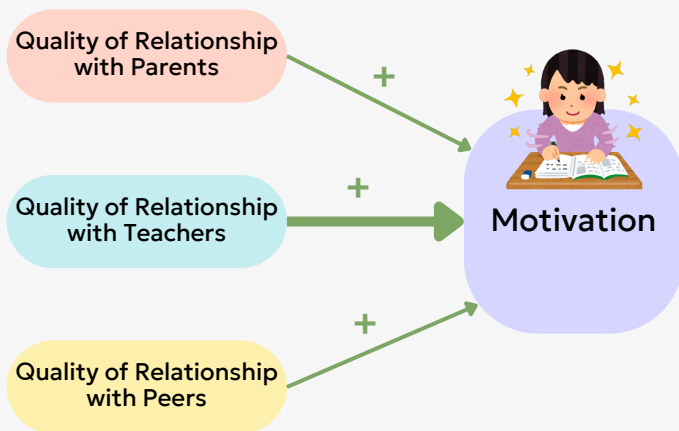 Quality of Relationship
with Parents
+
Quality of Relationship
with Teachers
+
Motivation
+
Quality of Relationship
with Peers